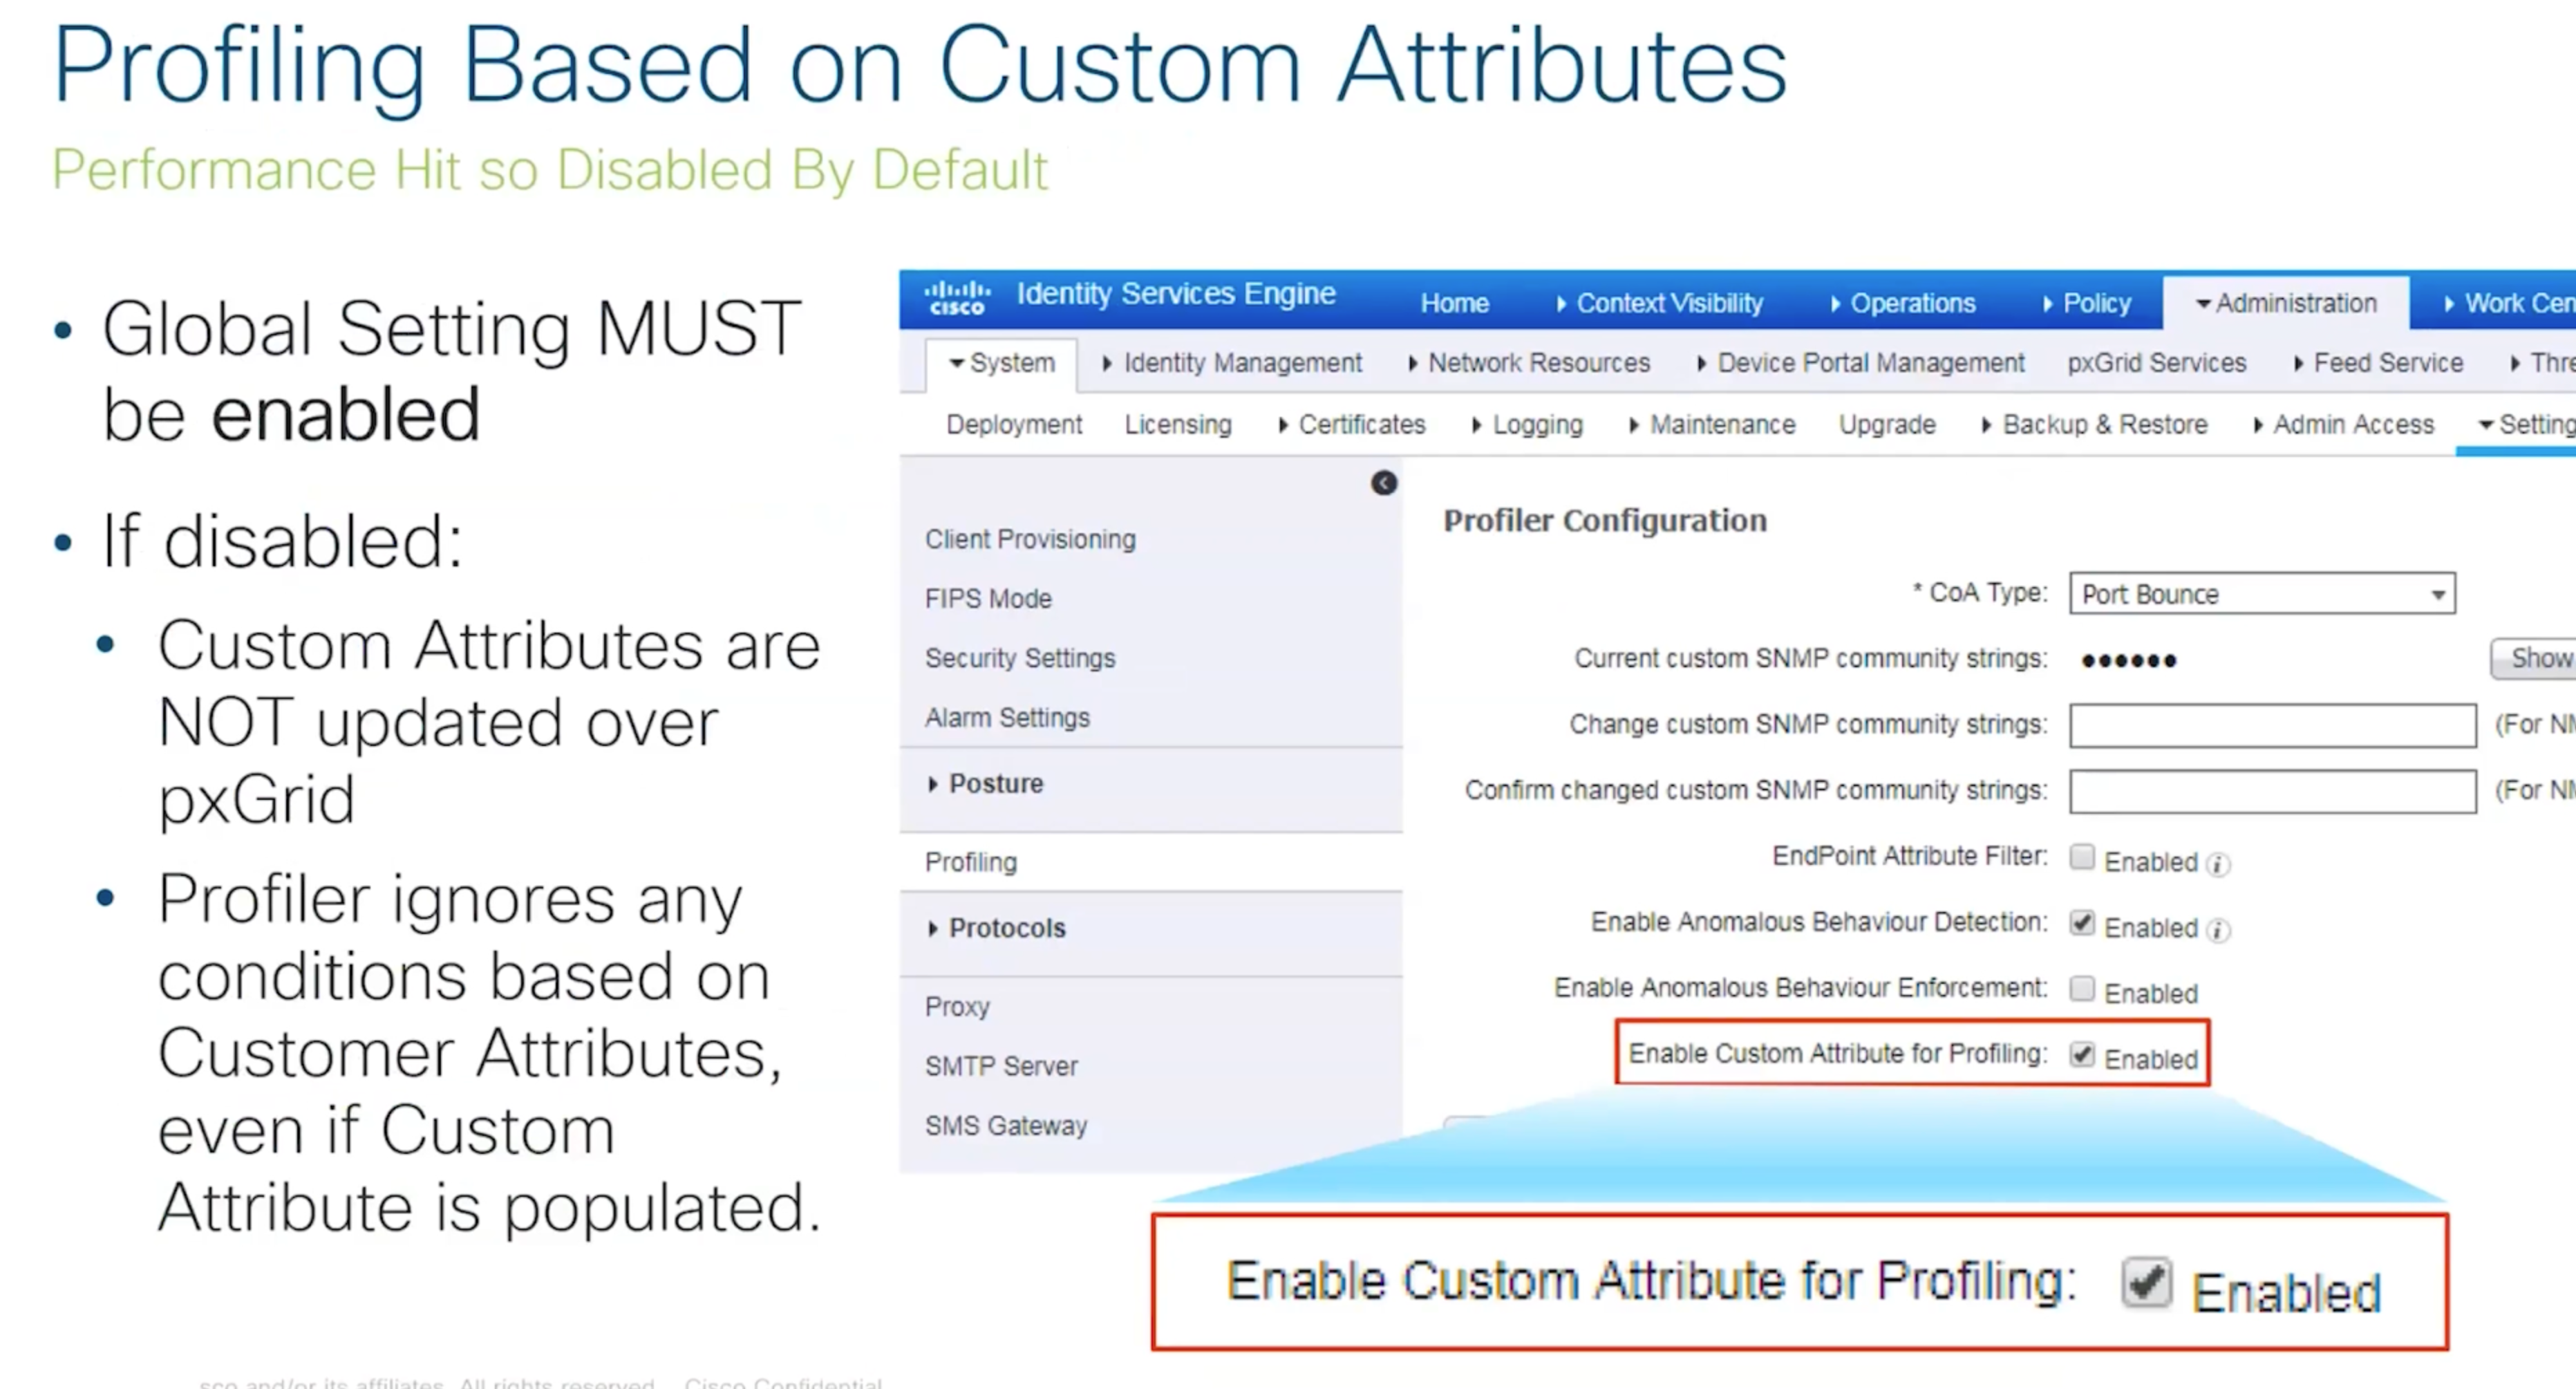 Profiling Based on Custom Attributes
Performance Hit so Disabled By Default
• Global Setting MUST
be enabled
• If disabled:
• Custom Attributes are
NOT updated over
pxGrid
• Profiler ignores any
conditions based on
Customer Attributes,
even if Custom
Attribute is populated.
CISCO Identity Services Engine Home Context Visibility Operations Policy Administration Work Cen
System Identity Management Network Resources Device Portal Management pxGrid Services Feed Service Thre
Deployment Licensing Certificates Logging Maintenance Upgrade Backup & Restore Admin Access Setting
Client Provisioning
FIPS Mode
Security Settings
Alarm Settings
Posture
Profiling
Protocols
Proxy
SMTP Server
SMS Gateway
Profiler Configuration
* CoA Type: Port Bounce
Current custom SNMP community strings: •••••• Show
Change custom SNMP community strings: (For NM
Confirm changed custom SNMP community strings: (For NM
EndPoint Attribute Filter: Enabled
Enable Anomalous Behaviour Detection: Enabled
Enable Anomalous Behaviour Enforcement: Enabled
Enable Custom Attribute for Profiling: Enabled
Enable Custom Attribute for Profiling: Enabled
sco and/or its affiliates. All rights reserved. Cisco Confidential